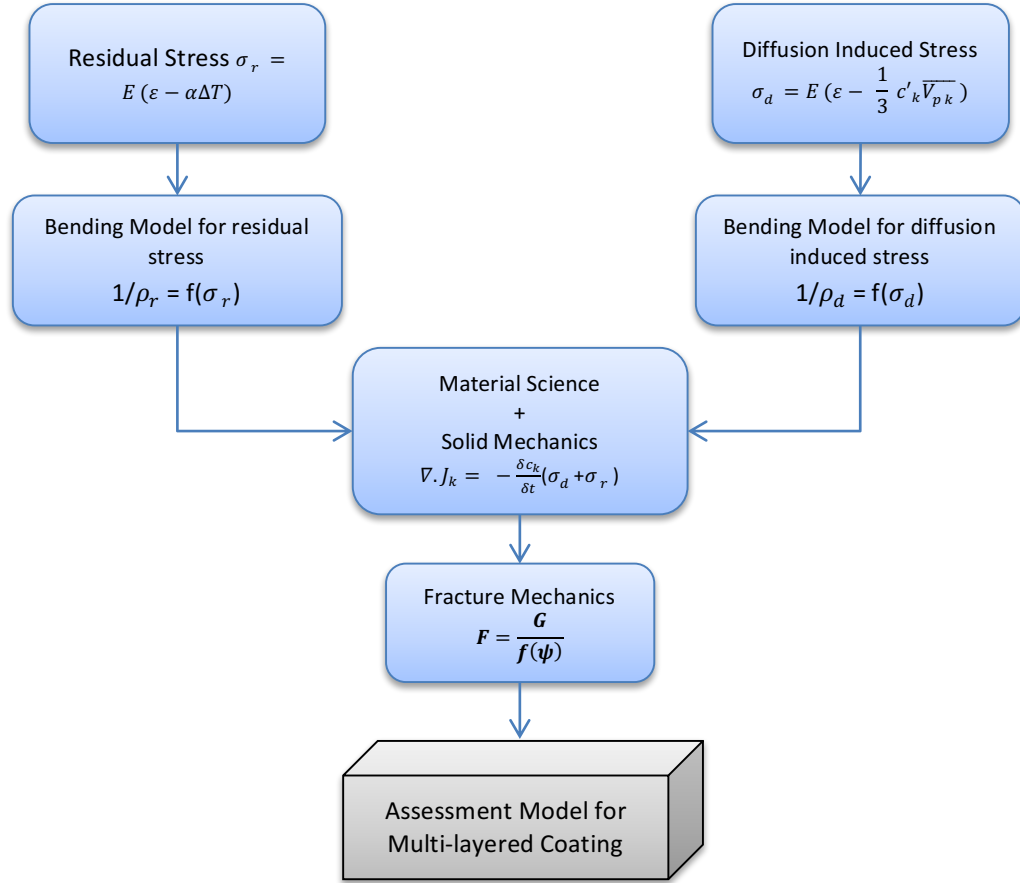 Residual Stress σ_r =
E (ε − αΔT)
Diffusion Induced Stress
σ_d = E (ε − 1/3 c'_k \overline{V_{p k}} )
Bending Model for residual
stress
1/ρ_r = f(σ_r)
Bending Model for diffusion
induced stress
1/ρ_d = f(σ_d)
Material Science
+
Solid Mechanics
∇.J_k = − δc_k/δt (σ_d +σ_r )
Fracture Mechanics
F = G/f(ψ)
Assessment Model for
Multi-layered Coating